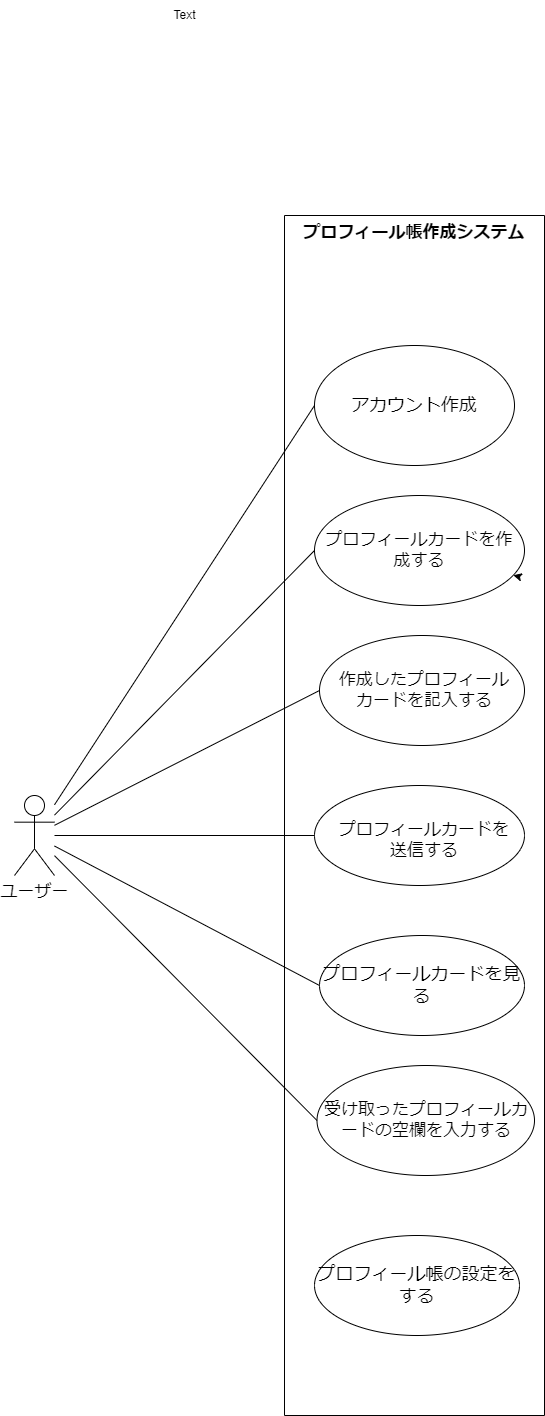 Text
プロフィール帳作成システム
アカウント作成
プロフィールカードを作
成する
作成したプロフィール
カードを記入する
プロフィールカードを
送信する
ユーザー
プロフィールカードを見
る
受け取ったプロフィールカ
ードの空欄を入力する
プロフィール帳の設定を
する